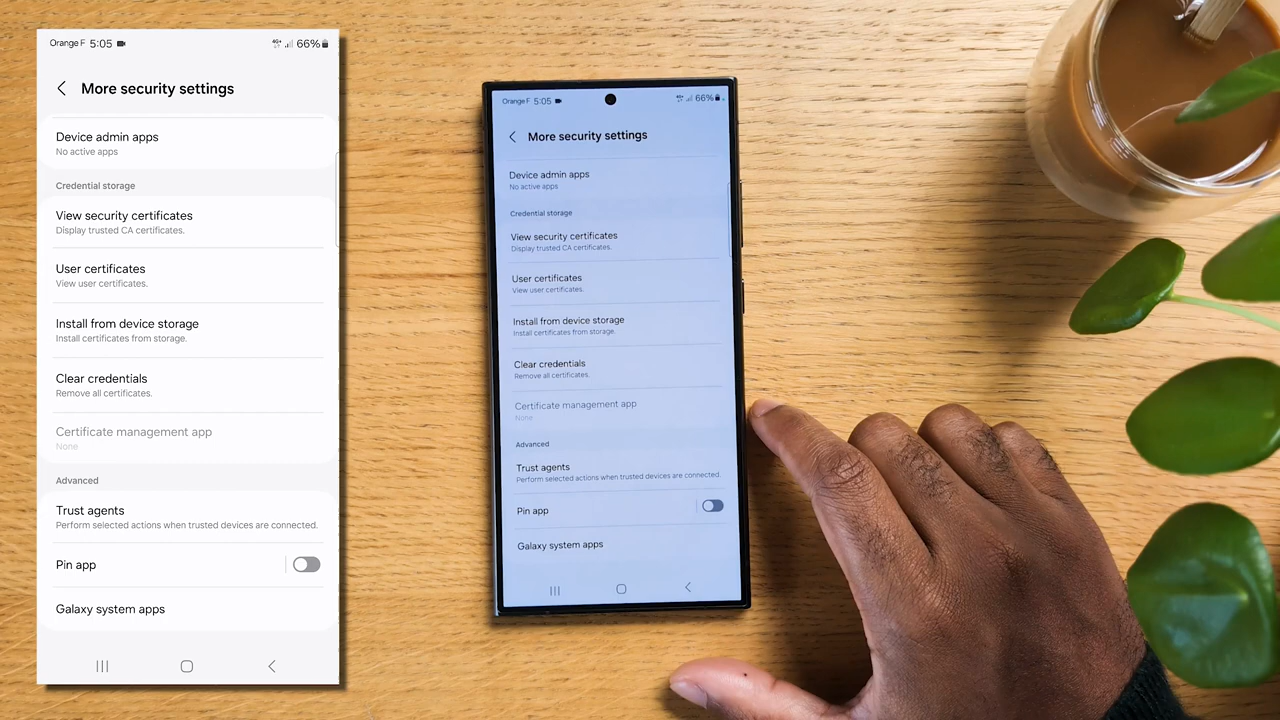 Orange F 5:05 66%
More security settings
Device admin apps
No active apps
Credential storage
View security certificates
Display trusted CA certificates.
User certificates
View user certificates.
Install from device storage
Install certificates from storage.
Clear credentials
Remove all certificates.
Certificate management app
None
Advanced
Trust agents
Perform selected actions when trusted devices are connected.
Pin app
Galaxy system apps
Orange F 5:05 66%
More security settings
Device admin apps
No active apps
Credential storage
View security certificates
Display trusted CA certificates.
User certificates
View user certificates.
Install from device storage
Install certificates from storage.
Clear credentials
Remove all certificates.
Certificate management app
None
Advanced
Trust agents
Perform selected actions when trusted devices are connected.
Pin app
Galaxy system apps